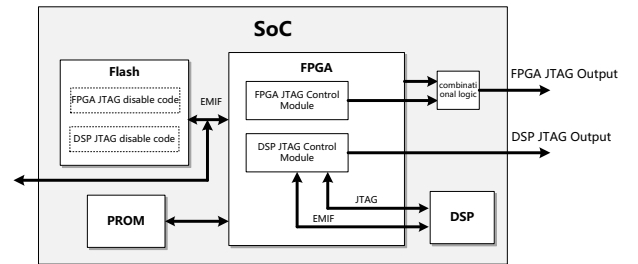 SoC
Flash
FPGA JTAG disable code
DSP JTAG disable code
EMIF
FPGA
FPGA JTAG Control
Module
DSP JTAG Control
Module
combinati
onal logic
FPGA JTAG Output
DSP JTAG Output
PROM
JTAG
EMIF
DSP